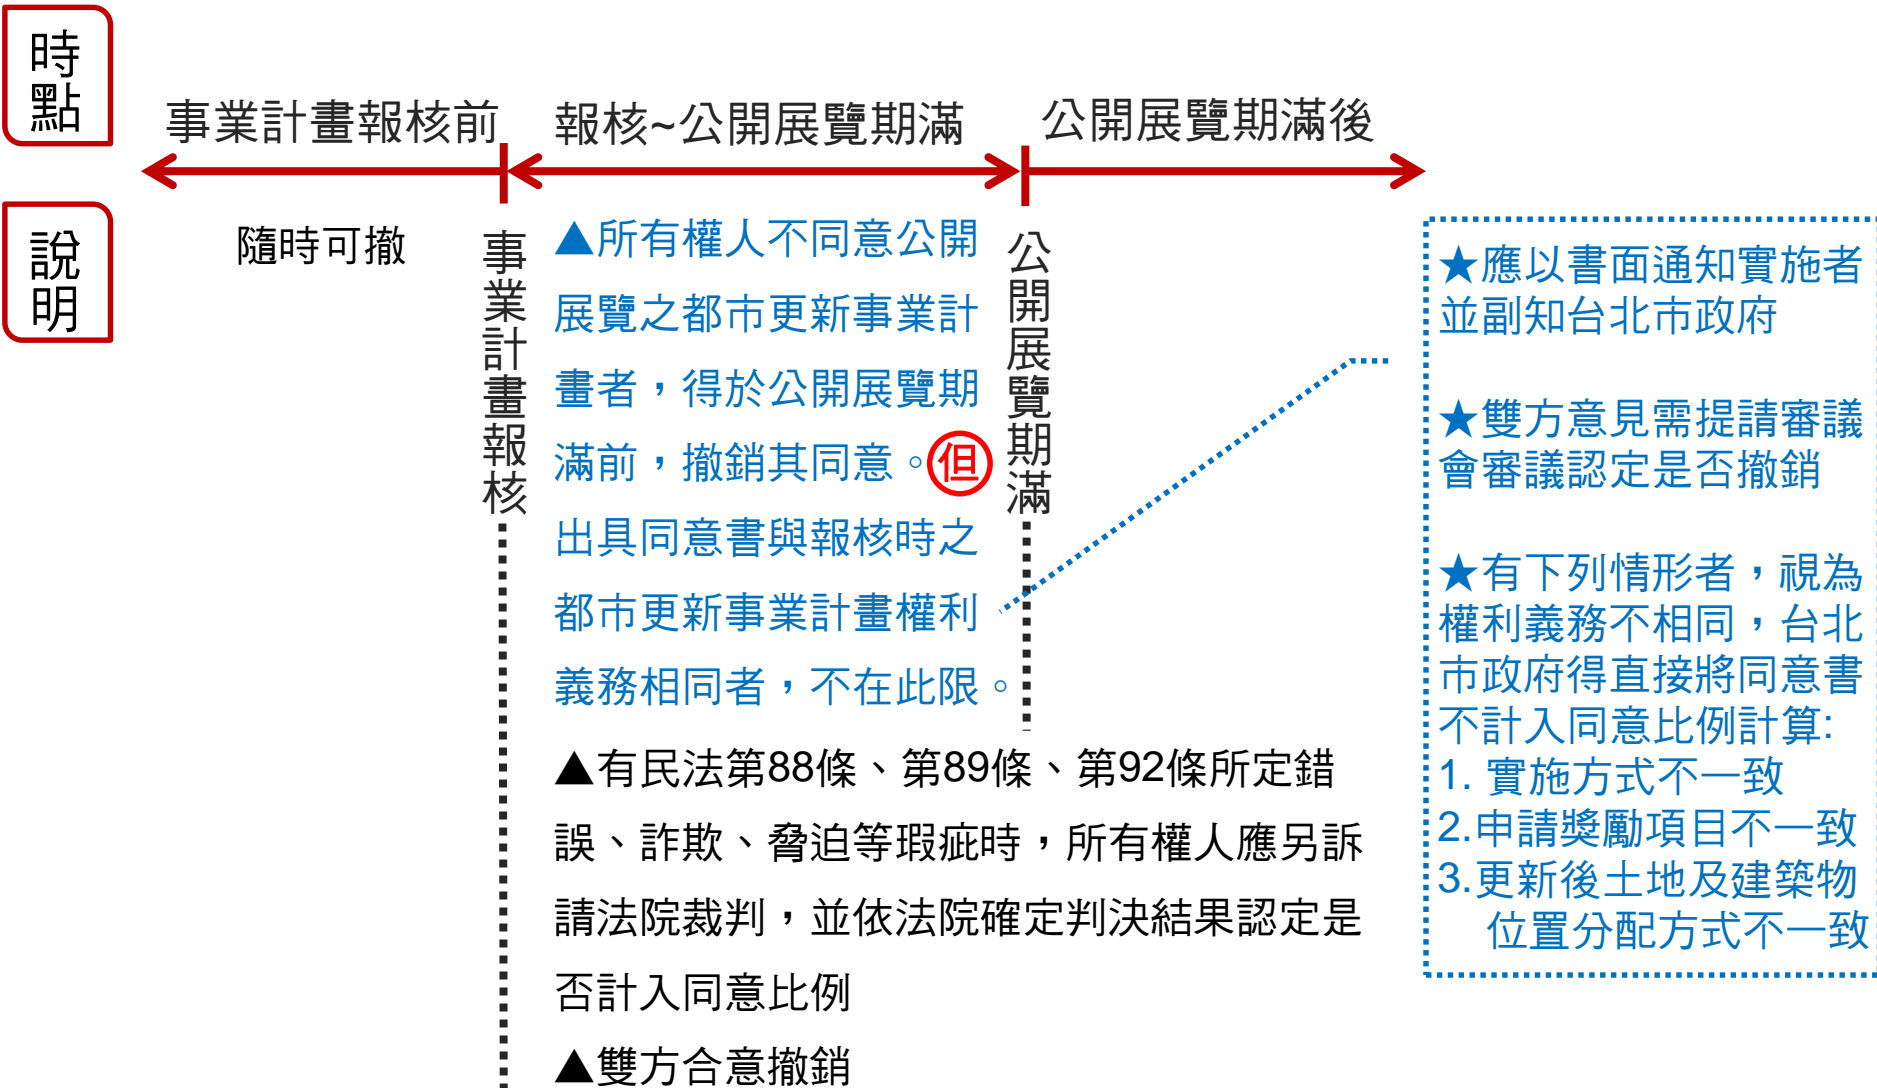 時點
事業計畫報核前
報核~公開展覽期滿
公開展覽期滿後
說明
隨時可撤
事業計畫報核
▲所有權人不同意公開
展覽之都市更新事業計
畫者，得於公開展覽期
滿前，撤銷其同意。但
出具同意書與報核時之
都市更新事業計畫權利
義務相同者，不在此限。
▲有民法第88條、第89條、第92條所定錯
誤、詐欺、脅迫等瑕疵時，所有權人應另訴
請法院裁判，並依法院確定判決結果認定是
否計入同意比例
▲雙方合意撤銷
公開展覽期滿
★應以書面通知實施者
並副知台北市政府
★雙方意見需提請審議
會審議認定是否撤銷
★有下列情形者，視為
權利義務不相同，台北
市政府得直接將同意書
不計入同意比例計算:
1. 實施方式不一致
2.申請獎勵項目不一致
3.更新後土地及建築物
位置分配方式不一致